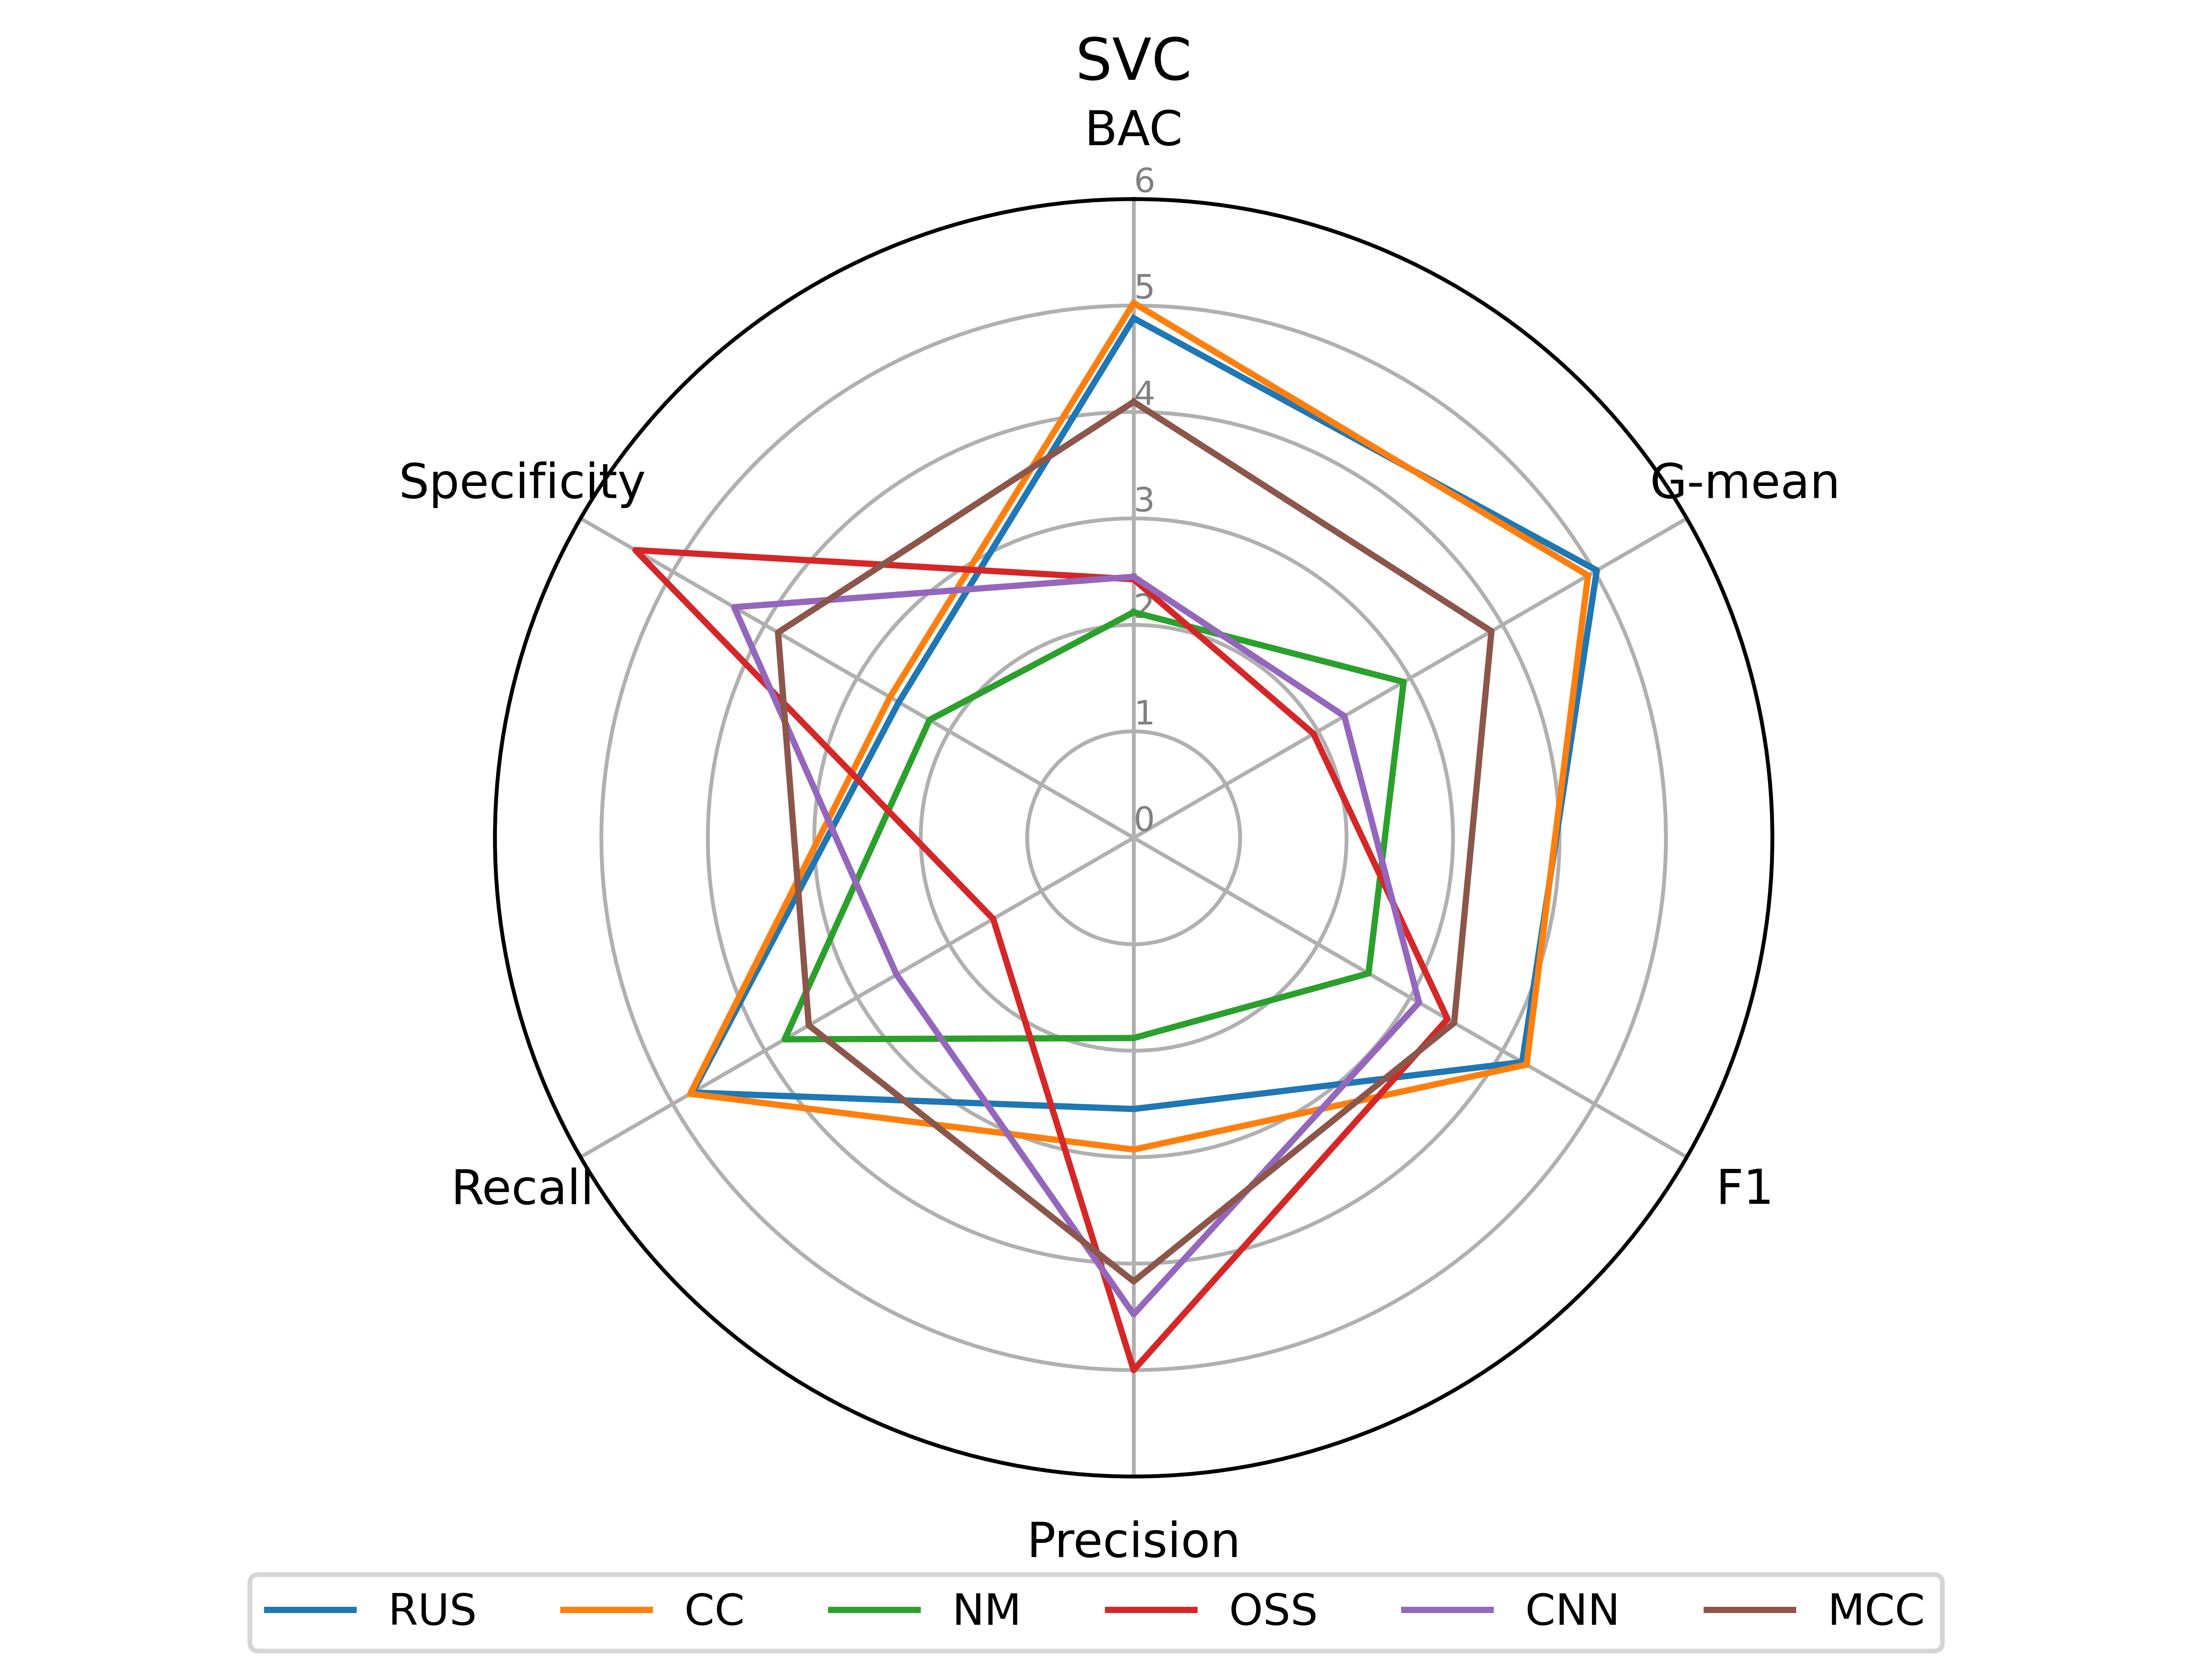 SVC
BAC
6
5
4
3
2
1
0
Specificity
G-mean
Recall
F1
Precision
RUS CC NM OSS CNN MCC